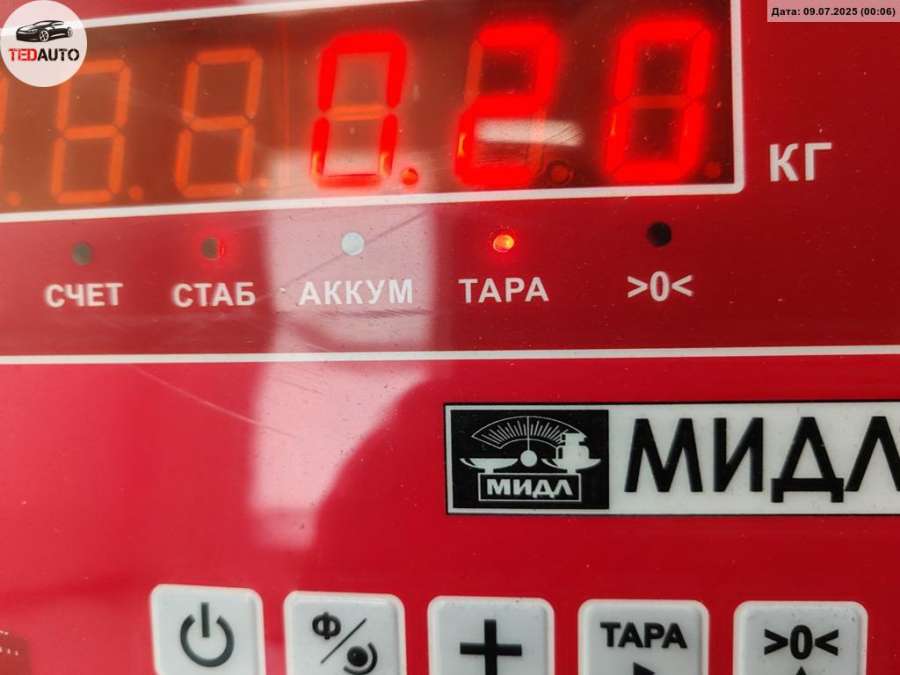 TEDAUTO
Дата: 09.07.2025 (00:06)
0.20
КГ
СЧЕТ СТАБ АККУМ ТАРА >0<
МИДЛ МИДЛ
Ф ТАРА >0<